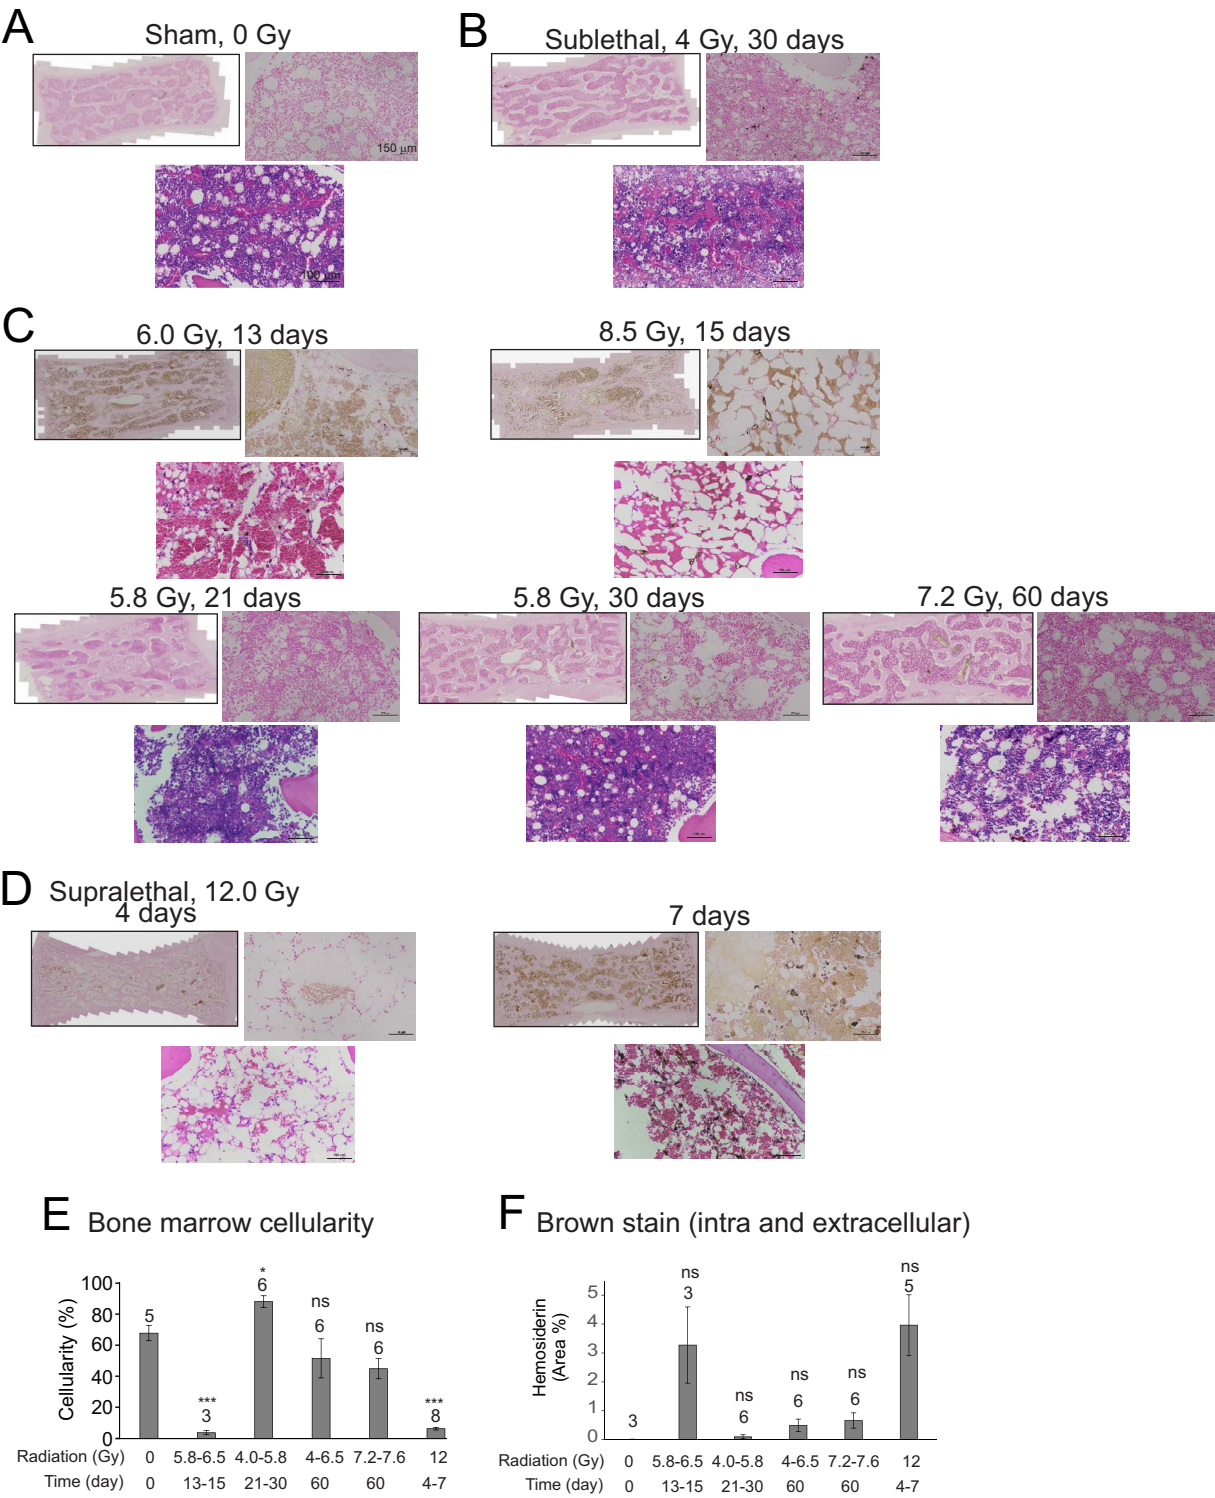 A
Sham, 0 Gy
150 µm
100 µm
B
Sublethal, 4 Gy, 30 days
C
6.0 Gy, 13 days
8.5 Gy, 15 days
5.8 Gy, 21 days
5.8 Gy, 30 days
7.2 Gy, 60 days
D
Supralethal, 12.0 Gy
4 days
7 days
E Bone marrow cellularity
Cellularity (%)
100
80
60
40
20
0
5
***
3
*
6
ns
6
ns
6
***
8
Radiation (Gy) 0 5.8-6.5 4.0-5.8 4-6.5 7.2-7.6 12
Time (day) 0 13-15 21-30 60 60 4-7
F Brown stain (intra and extracellular)
Hemosiderin
(Area %)
5
4
3
2
1
0
3
ns
3
ns
6
ns
6
ns
6
ns
5
Radiation (Gy) 0 5.8-6.5 4.0-5.8 4-6.5 7.2-7.6 12
Time (day) 0 13-15 21-30 60 60 4-7